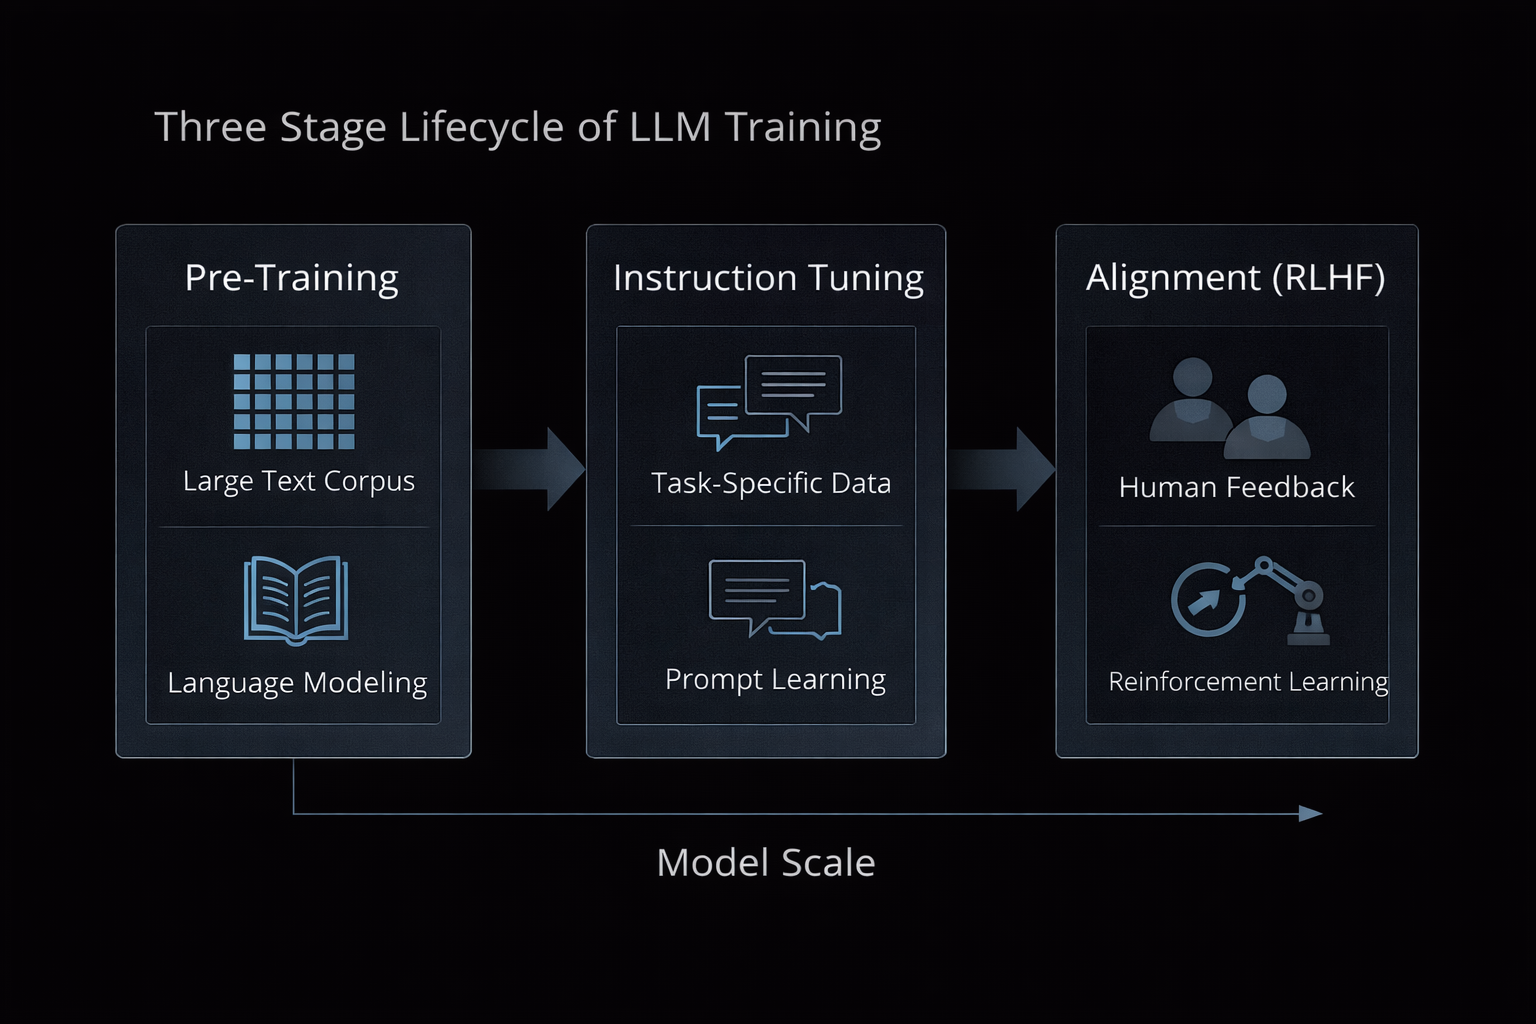 Three Stage Lifecycle of LLM Training
Pre-Training
Large Text Corpus
Language Modeling
Instruction Tuning
Task-Specific Data
Prompt Learning
Alignment (RLHF)
Human Feedback
Reinforcement Learning
Model Scale